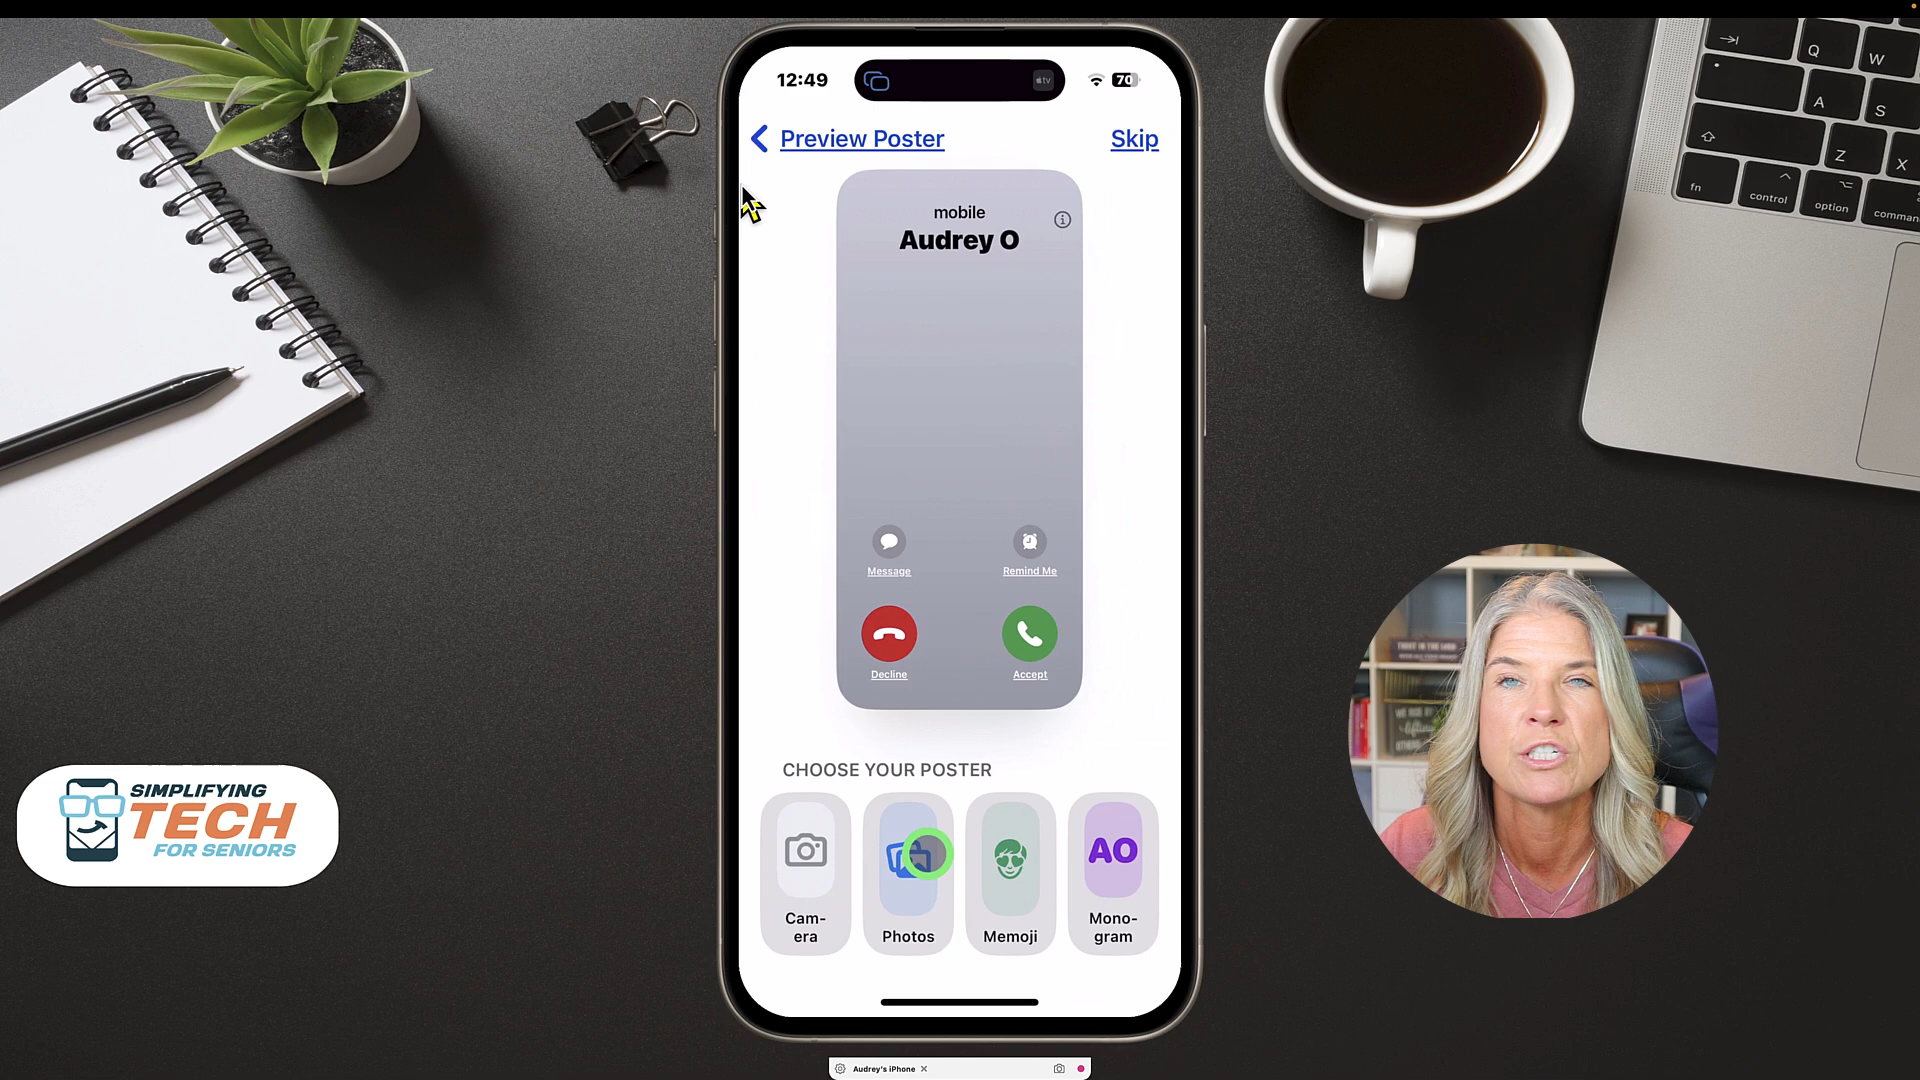 12:49
tv
70
Preview Poster
Skip
mobile
Audrey O
Message
Remind Me
Decline
Accept
CHOOSE YOUR POSTER
AO
Cam-
era
Photos
Memoji
Mono-
gram
SIMPLIFYING
TECH
FOR SENIORS
Audrey's iPhone
Q
W
A
S
Z
X
fn
control
option
comman